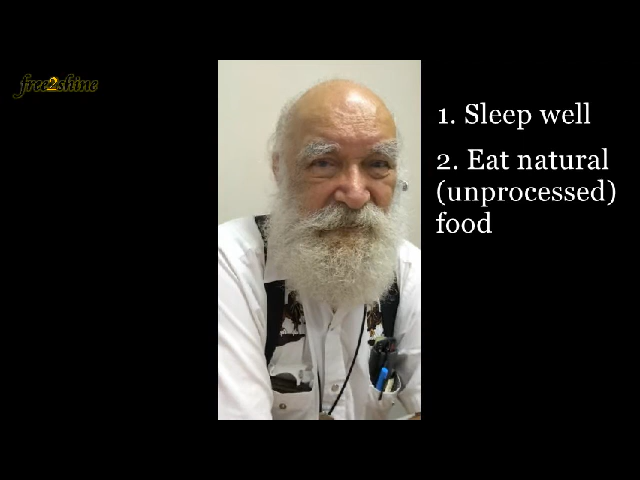 free2shine
1. Sleep well
2. Eat natural
(unprocessed)
food